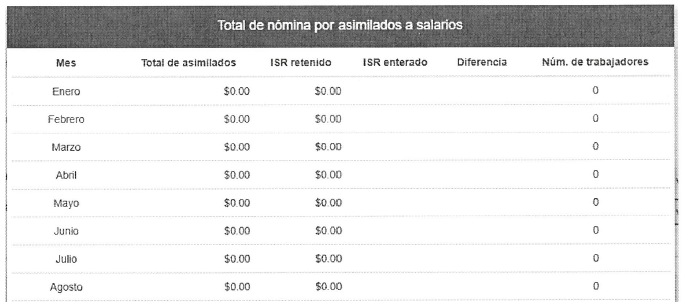 Total de nómina por asimilados a salarios
Mes Total de asimilados ISR retenido ISR enterado Diferencia Núm. de trabajadores
Enero $0.00 $0.00 0
Febrero $0.00 $0.00 0
Marzo $0.00 $0.00 0
Abril $0.00 $0.00 0
Mayo $0.00 $0.00 0
Junio $0.00 $0.00 0
Julio $0.00 $0.00 0
Agosto $0.00 $0.00 0